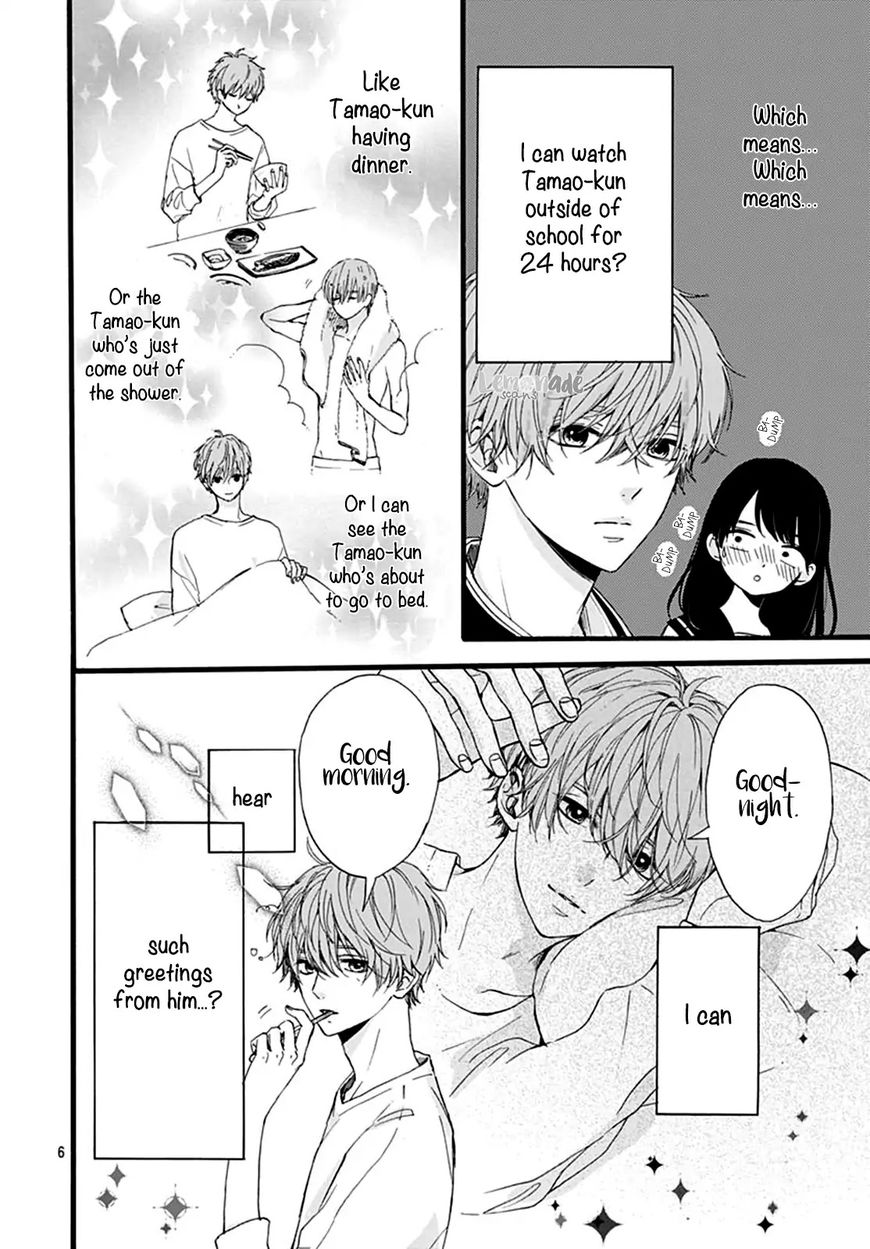 Which
means...
Which
means...
I can watch
Tamao-kun
outside of
school for
24 hours?
Lemonade
scans
BA-
DUMP
BA-
DUMP
BA-
DUMP
Like
Tamao-kun
having
dinner.
Or the
Tamao-kun
who's just
come out of
the shower.
Or I can
see the
Tamao-kun
who's about
to go to bed.
Good-
night.
I can
Good
morning.
hear
such
greetings
from him...?
6